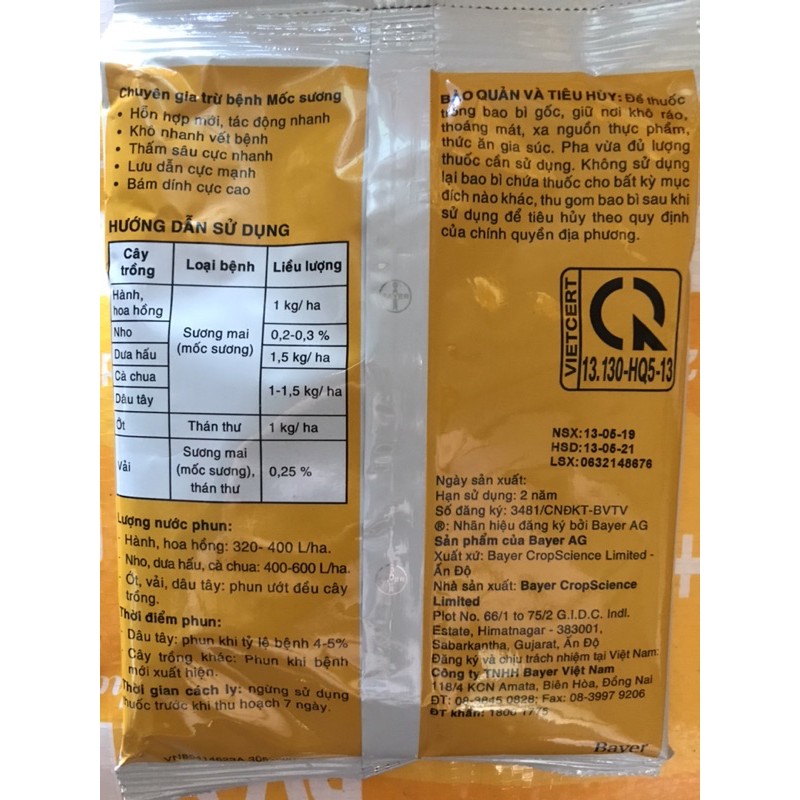 Chuyên gia trừ bệnh Mốc sương
• Hỗn hợp mới, tác động nhanh
• Khô nhanh vết bệnh
• Thấm sâu cực nhanh
• Lưu dẫn cực mạnh
• Bám dính cực cao
HƯỚNG DẪN SỬ DỤNG
Cây trồng Loại bệnh Liều lượng
Hành, hoa hồng 1 kg/ ha
Nho 0,2-0,3 %
Sương mai (mốc sương)
Dưa hấu 1,5 kg/ ha
Cà chua
Dâu tây 1-1,5 kg/ ha
Ớt Thán thư 1 kg/ ha
Vải Sương mai (mốc sương), thán thư 0,25 %
Lượng nước phun:
- Hành, hoa hồng: 320- 400 L/ha.
- Nho, dưa hấu, cà chua: 400-600 L/ha.
- Ớt, vải, dâu tây: phun ướt đều cây
trồng.
Thời điểm phun:
- Dâu tây: phun khi tỷ lệ bệnh 4-5%
- Cây trồng khác: Phun khi bệnh
mới xuất hiện.
Thời gian cách ly: ngừng sử dụng
thuốc trước khi thu hoạch 7 ngày.
BẢO QUẢN VÀ TIÊU HỦY: Để thuốc
trong bao bì gốc, giữ nơi khô ráo,
thoáng mát, xa nguồn thực phẩm,
thức ăn gia súc. Pha vừa đủ lượng
thuốc cần sử dụng. Không sử dụng
lại bao bì chứa thuốc cho bất kỳ mục
đích nào khác, thu gom bao bì sau khi
sử dụng để tiêu hủy theo quy định
của chính quyền địa phương.
VIETCERT
13.130-HQ5-13
NSX:13-05-19
HSD:13-05-21
LSX:0632148676
Ngày sản xuất:
Hạn sử dụng: 2 năm
Số đăng ký: 3481/CNĐKT-BVTV
®: Nhãn hiệu đăng ký bởi Bayer AG
Sản phẩm của Bayer AG
Xuất xứ: Bayer CropScience Limited -
Ấn Độ
Nhà sản xuất: Bayer CropScience
Limited
Plot No. 66/1 to 75/2 G.I.D.C. Indl.
Estate, Himatnagar - 383001,
Sabarkantha, Gujarat, Ấn Độ
Đăng ký và chịu trách nhiệm tại Việt Nam:
Công ty TNHH Bayer Việt Nam
118/4 KCN Amata, Biên Hòa, Đồng Nai
ĐT: 08-3845 0828; Fax: 08-3997 9206
ĐT khẩn: 1800 1775
Bayer